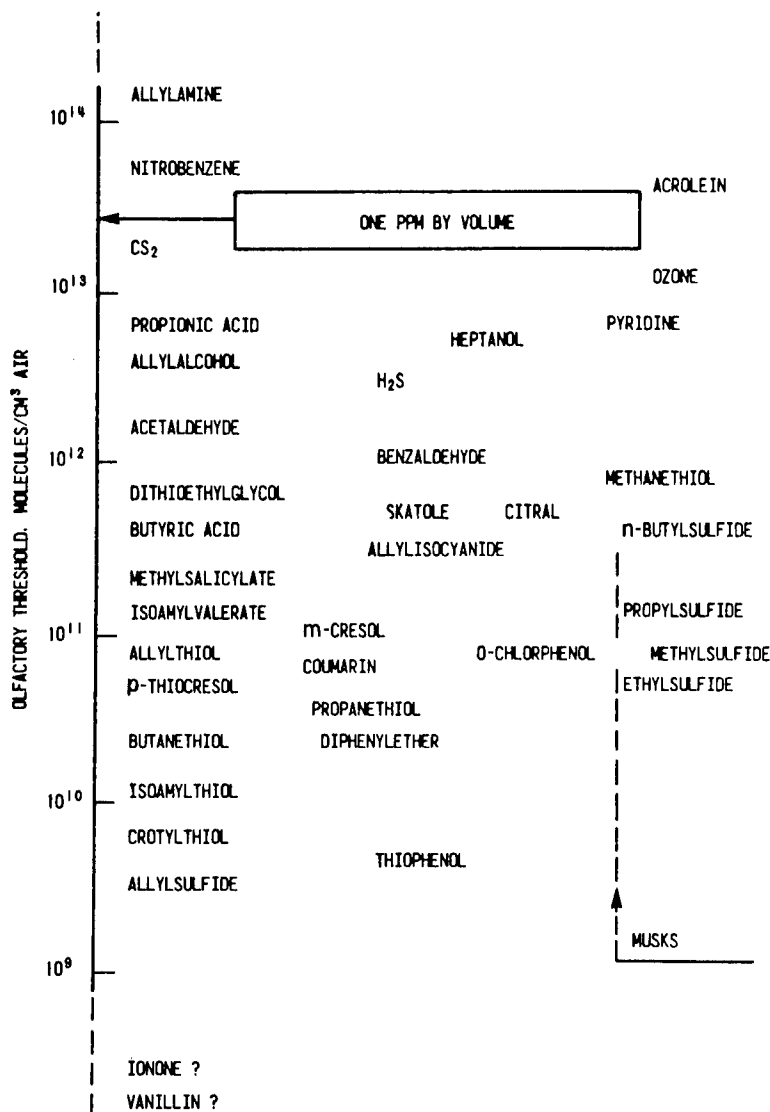 OLFACTORY THRESHOLD, MOLECULES/CM³ AIR
10¹⁴
ALLYLAMINE
NITROBENZENE
ACROLEIN
ONE PPM BY VOLUME
CS₂
10¹³
OZONE
PROPIONIC ACID
PYRIDINE
HEPTANOL
ALLYLALCOHOL
H₂S
ACETALDEHYDE
10¹²
BENZALDEHYDE
METHANETHIOL
DITHIOETHYLGLYCOL
SKATOLE CITRAL
BUTYRIC ACID
n-BUTYLSULFIDE
ALLYLISOCYANIDE
METHYLSALICYLATE
ISOAMYLVALERATE
PROPYLSULFIDE
10¹¹
m-CRESOL
ALLYLTHIOL
O-CHLORPHENOL
METHYLSULFIDE
COUMARIN
p-THIOCRESOL
ETHYLSULFIDE
PROPANETHIOL
BUTANETHIOL
DIPHENYLETHER
ISOAMYLTHIOL
10¹⁰
CROTYLTHIOL
THIOPHENOL
ALLYLSULFIDE
MUSKS
10⁹
IONONE ?
VANILLIN ?